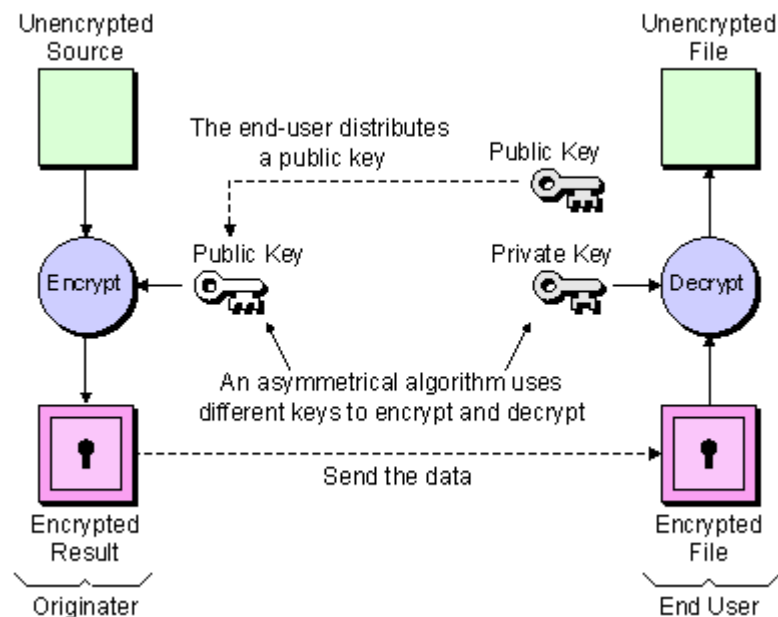 Unencrypted
Source
Unencrypted
File
The end-user distributes
a public key
Public Key
Public Key
Private Key
Encrypt
Decrypt
An asymmetrical algorithm uses
different keys to encrypt and decrypt
Send the data
Encrypted
Result
Encrypted
File
Originater
End User